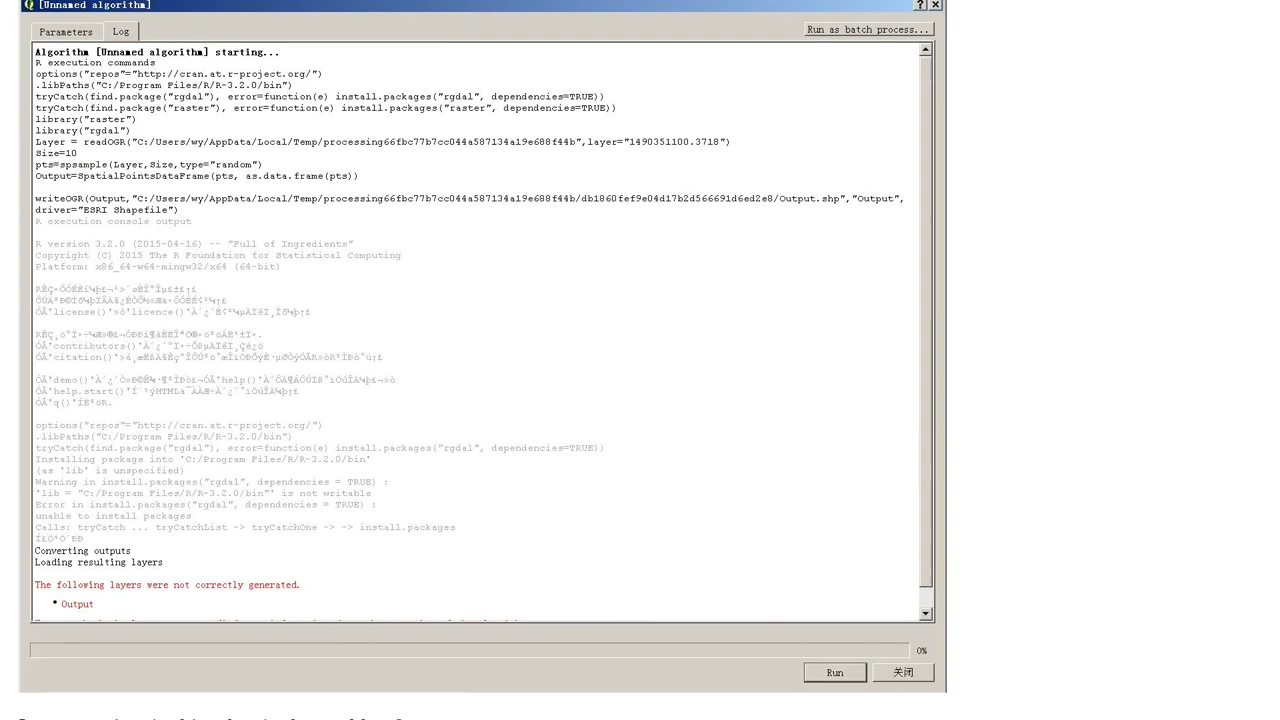 [Unnamed algorithm]
Parameters Log
Run as batch process...
Algorithm [Unnamed algorithm] starting...
R execution commands
options("repos"="http://cran.at.r-project.org/")
.libPaths("C:/Program Files/R/R-3.2.0/bin")
tryCatch(find.package("rgdal"), error=function(e) install.packages("rgdal", dependencies=TRUE))
tryCatch(find.package("raster"), error=function(e) install.packages("raster", dependencies=TRUE))
library("raster")
library("rgdal")
Layer = readOGR("C:/Users/wy/AppData/Local/Temp/processing66fbc77b7cc044a587134a19e688f44b",layer="1490351100.3718")
Size=10
pts=spsample(Layer,Size,type="random")
Output=SpatialPointsDataFrame(pts, as.data.frame(pts))
writeOGR(Output,"C:/Users/wy/AppData/Local/Temp/processing66fbc77b7cc044a587134a19e688f44b/db1860fef9e04d17b2d566691d6ed2e8/Output.shp","Output",
driver="ESRI Shapefile")
R execution console output
R version 3.2.0 (2015-04-16) -- "Full of Ingredients"
Copyright (C) 2015 The R Foundation for Statistical Computing
Platform: x86_64-w64-mingw32/x64 (64-bit)
'license()' 'licence()'
'contributors()'
'citation()'
'demo()' 'help()'
'help.start()' HTML
'q()'
options("repos"="http://cran.at.r-project.org/")
.libPaths("C:/Program Files/R/R-3.2.0/bin")
tryCatch(find.package("rgdal"), error=function(e) install.packages("rgdal", dependencies=TRUE))
Installing package into 'C:/Program Files/R/R-3.2.0/bin'
(as 'lib' is unspecified)
Warning in install.packages("rgdal", dependencies = TRUE) :
'lib = "C:/Program Files/R/R-3.2.0/bin"' is not writable
Error in install.packages("rgdal", dependencies = TRUE) :
unable to install packages
Calls: tryCatch ... tryCatchList -> tryCatchOne -> -> install.packages
Converting outputs
Loading resulting layers
The following layers were not correctly generated.
• Output
0%
Run 关闭